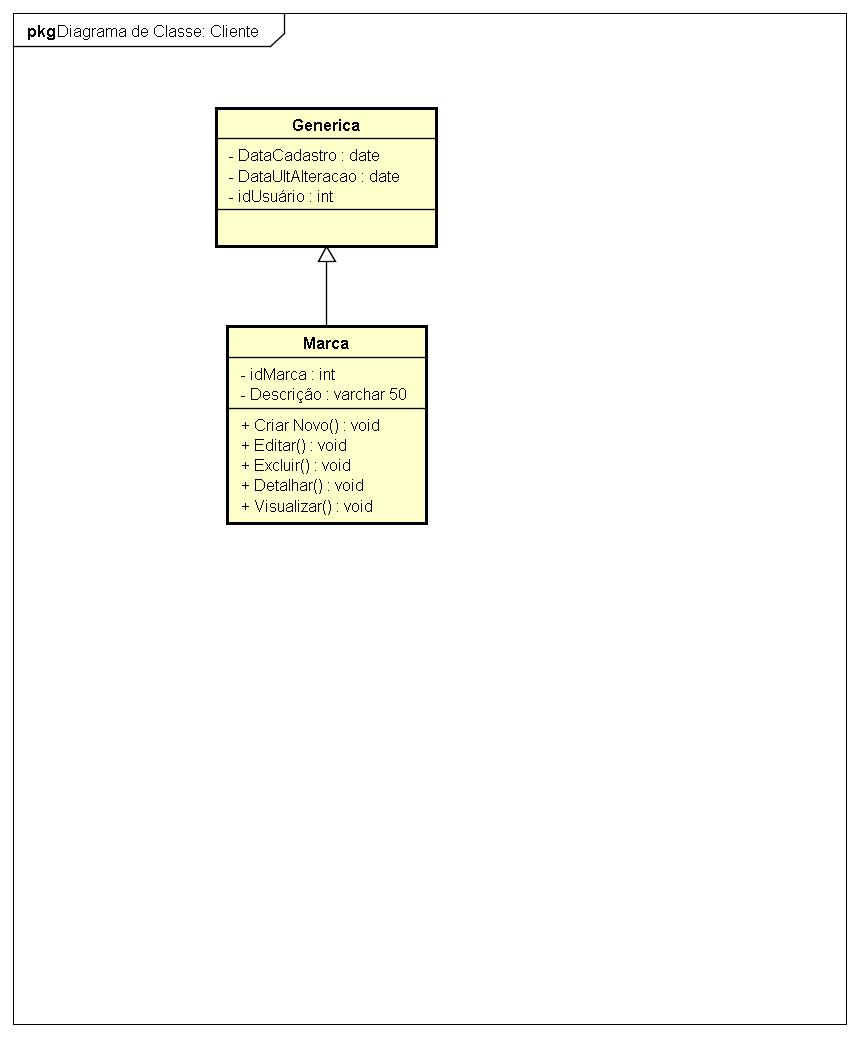 pkgDiagrama de Classe: Cliente
Generica
- DataCadastro : date
- DataUltAlteracao : date
- idUsuário : int
Marca
- idMarca : int
- Descrição : varchar 50
+ Criar Novo() : void
+ Editar() : void
+ Excluir() : void
+ Detalhar() : void
+ Visualizar() : void